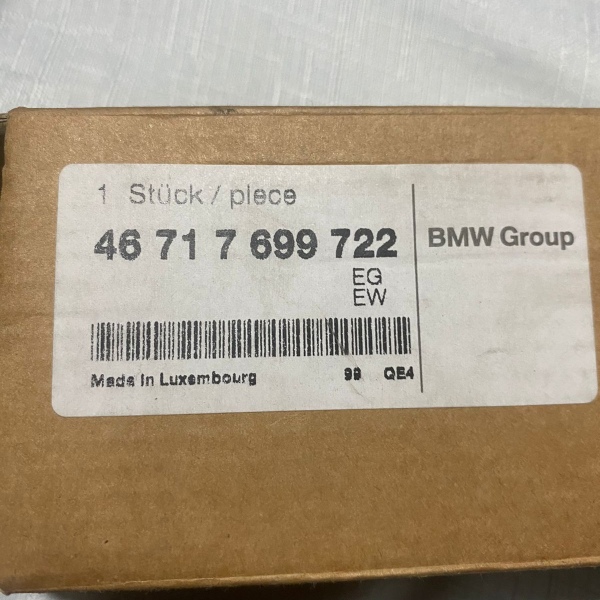 1 Stück / piece
46 71 7 699 722
BMW Group
EG
EW
Made in Luxembourg 99 QE4